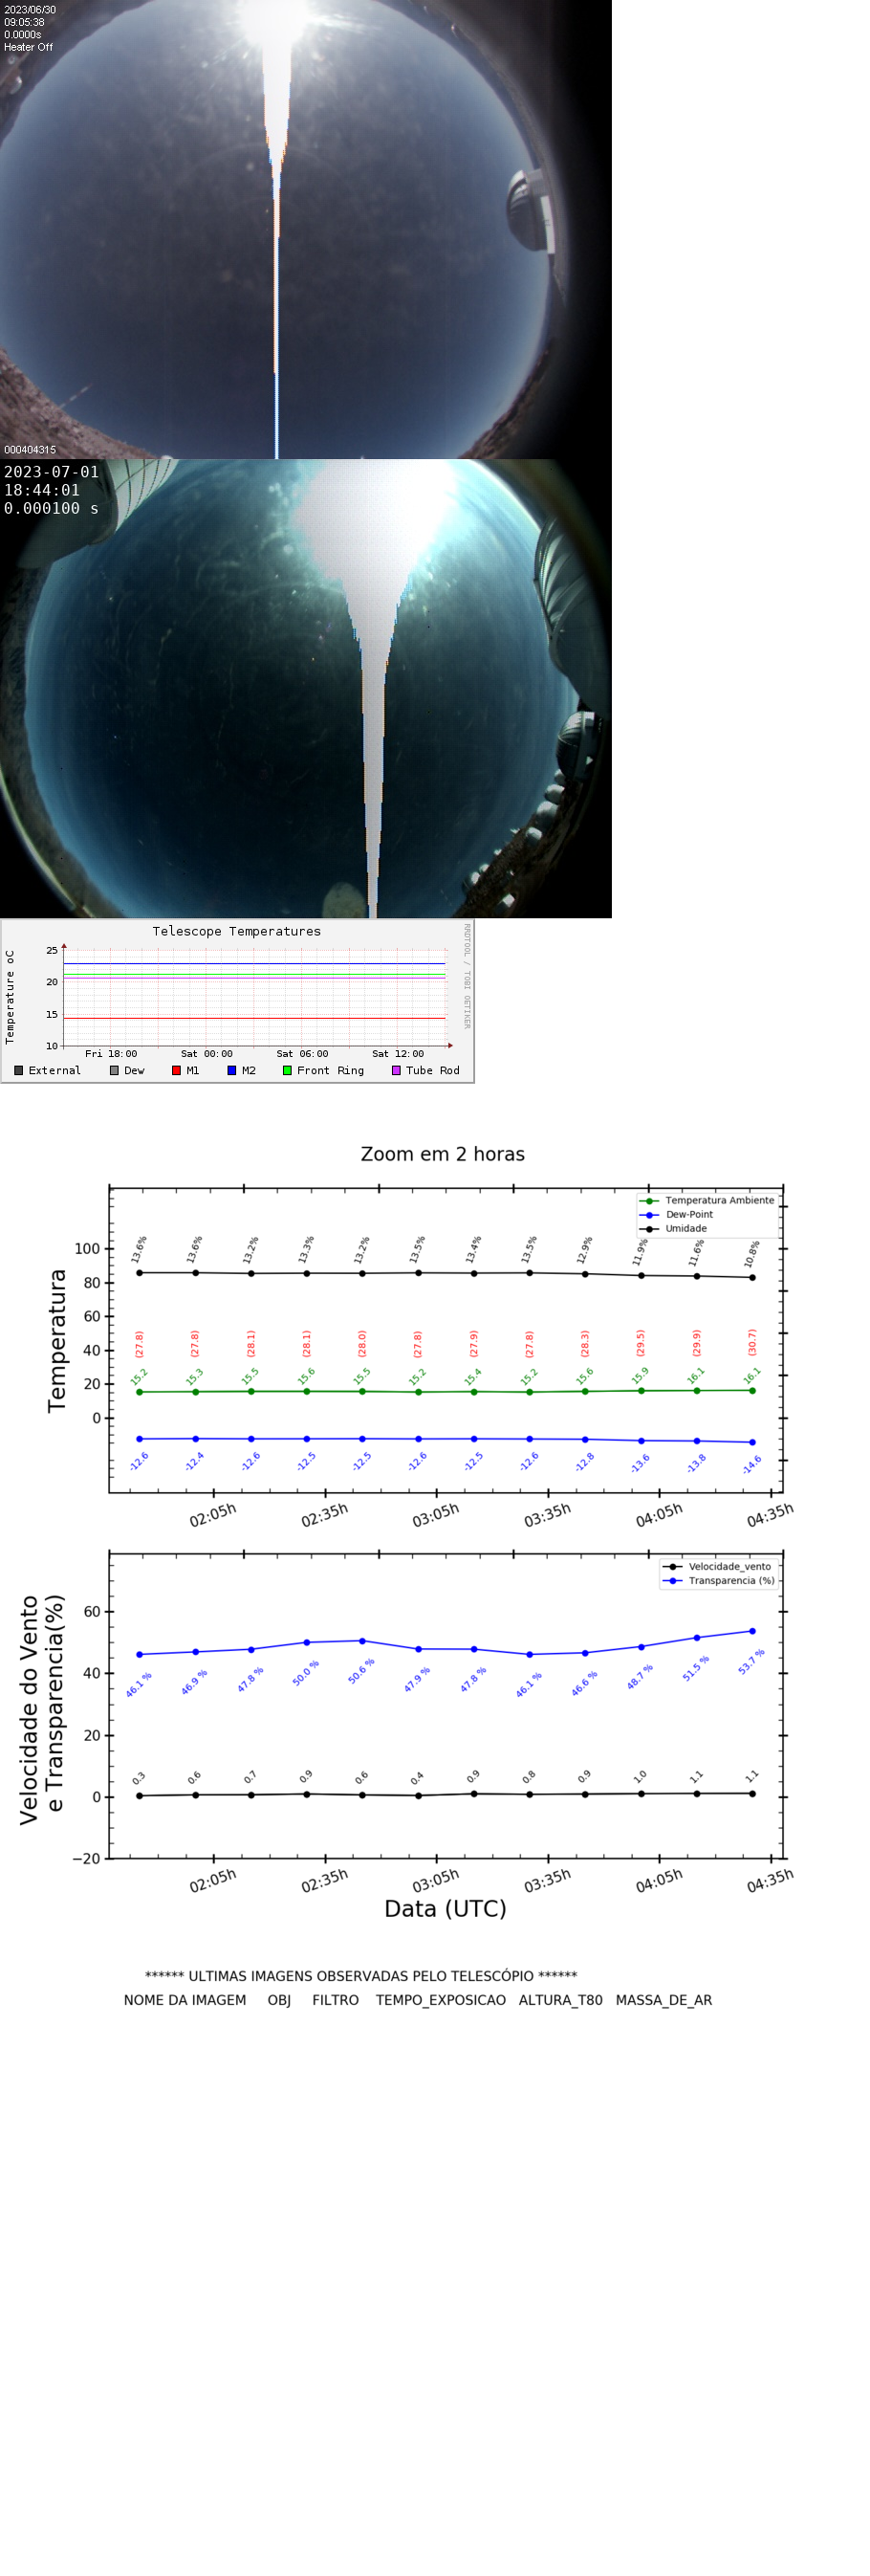 2023/06/30
09:05:38
0.0000s
Heater Off
000404315
2023-07-01
18:44:01
0.000100 s
Telescope Temperatures
RRDTOOL / TOBI OETIKER
Temperature oC
25
20
15
10
Fri 18:00 Sat 00:00 Sat 06:00 Sat 12:00
External Dew M1 M2 Front Ring Tube Rod
Zoom em 2 horas
Temperatura Ambiente
Dew-Point
Umidade
Temperatura
100
80
60
40
20
0
13.6% 13.6% 13.2% 13.3% 13.2% 13.5% 13.4% 13.5% 12.9% 11.9% 11.6% 10.8%
(27.8) (27.8) (28.1) (28.1) (28.0) (27.8) (27.9) (27.8) (28.3) (29.5) (29.9) (30.7)
15.2 15.3 15.5 15.6 15.5 15.2 15.4 15.2 15.6 15.9 16.1 16.1
-12.6 -12.4 -12.6 -12.5 -12.5 -12.6 -12.5 -12.6 -12.8 -13.6 -13.8 -14.6
02:05h 02:35h 03:05h 03:35h 04:05h 04:35h
Velocidade_vento
Transparencia (%)
Velocidade do Vento
e Transparencia(%)
60
40
20
0
−20
46.1 % 46.9 % 47.8 % 50.0 % 50.6 % 47.9 % 47.8 % 46.1 % 46.6 % 48.7 % 51.5 % 53.7 %
0.3 0.6 0.7 0.9 0.6 0.4 0.9 0.8 0.9 1.0 1.1 1.1
02:05h 02:35h 03:05h 03:35h 04:05h 04:35h
Data (UTC)
****** ULTIMAS IMAGENS OBSERVADAS PELO TELESCÓPIO ******
NOME DA IMAGEM OBJ FILTRO TEMPO_EXPOSICAO ALTURA_T80 MASSA_DE_AR